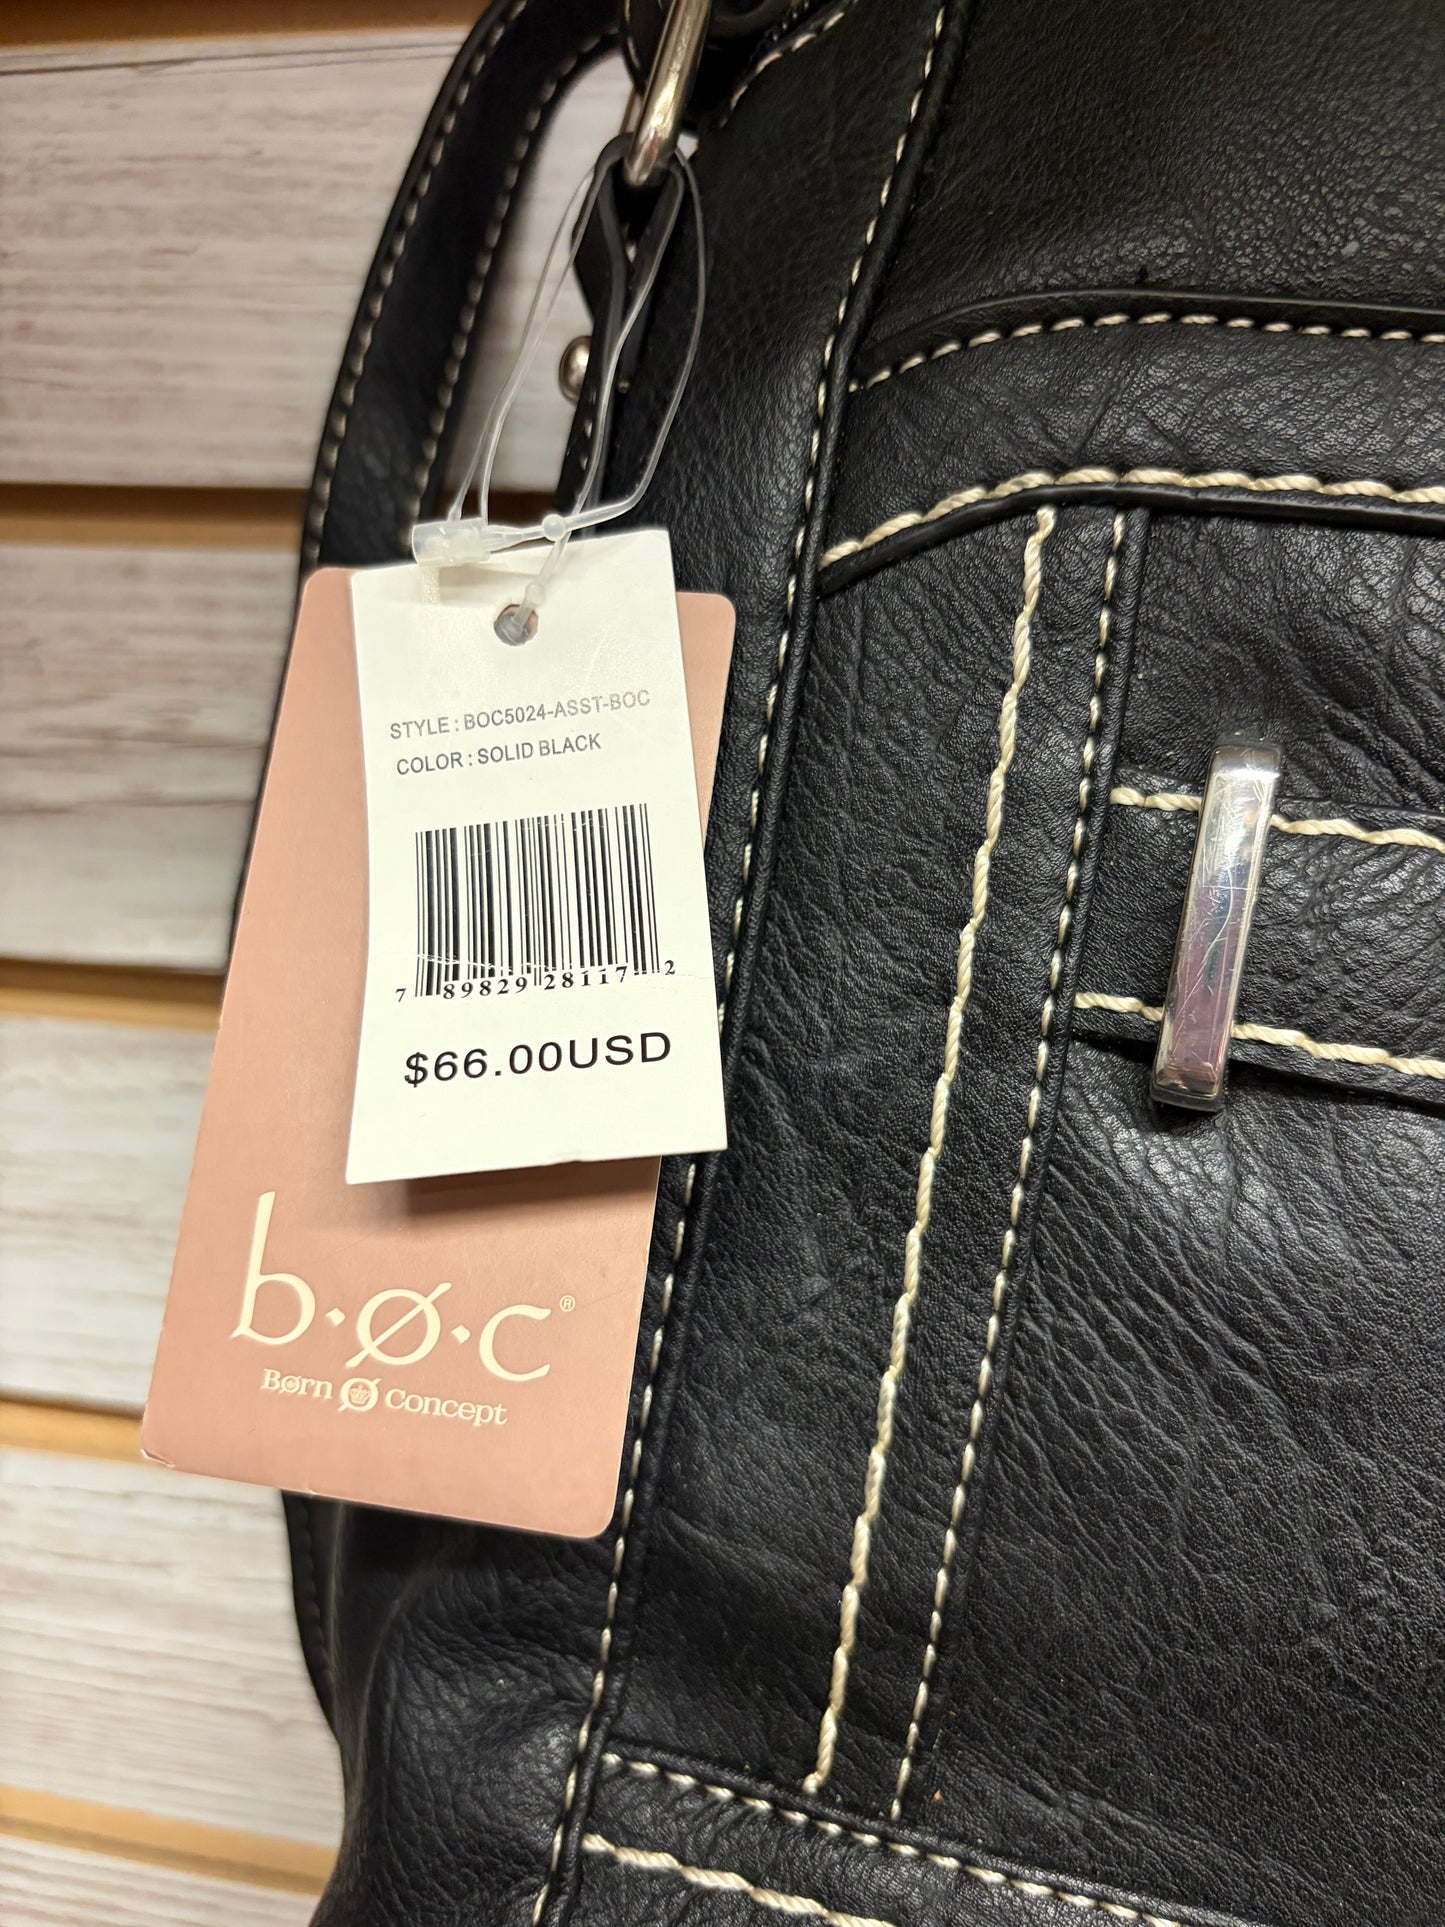 STYLE : BOC5024-ASST-BOC
COLOR : SOLID BLACK
7 89829 28117 2
$66.00USD
b·ø·c®
Børn Concept